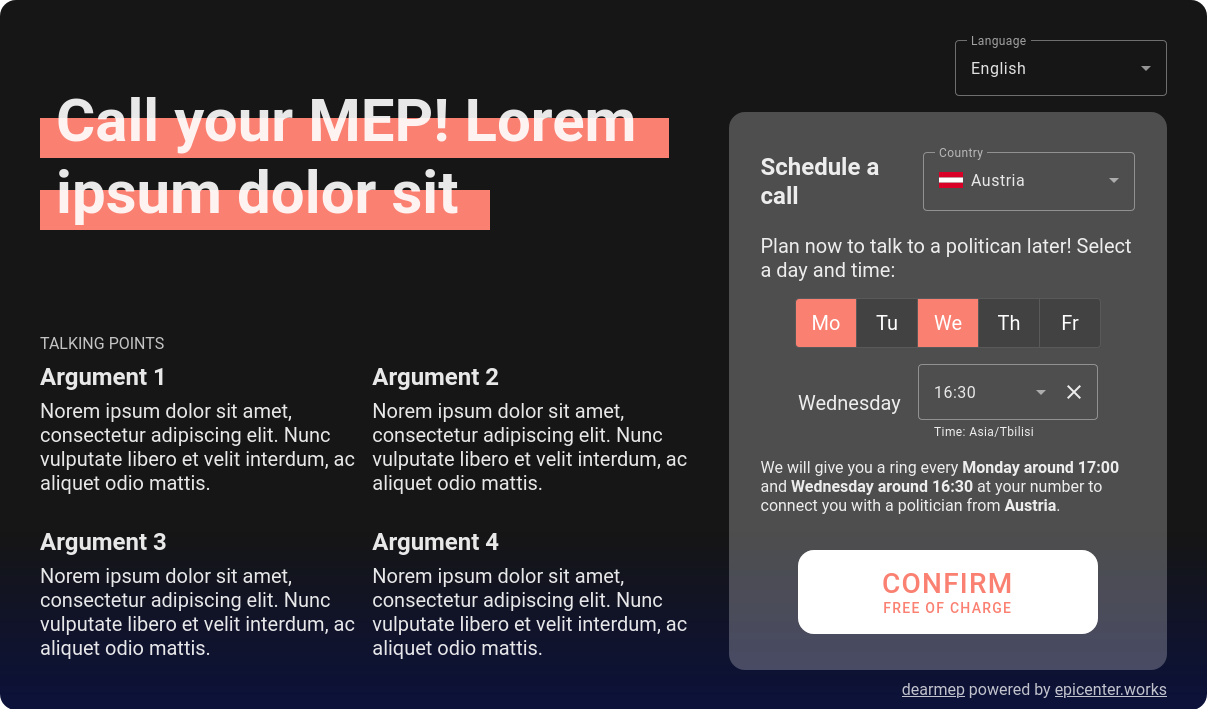 Language
English
Call your MEP! Lorem
ipsum dolor sit
TALKING POINTS
Argument 1
Norem ipsum dolor sit amet,
consectetur adipiscing elit. Nunc
vulputate libero et velit interdum, ac
aliquet odio mattis.
Argument 2
Norem ipsum dolor sit amet,
consectetur adipiscing elit. Nunc
vulputate libero et velit interdum, ac
aliquet odio mattis.
Argument 3
Norem ipsum dolor sit amet,
consectetur adipiscing elit. Nunc
vulputate libero et velit interdum, ac
aliquet odio mattis.
Argument 4
Norem ipsum dolor sit amet,
consectetur adipiscing elit. Nunc
vulputate libero et velit interdum, ac
aliquet odio mattis.
Schedule a
call
Country
Austria
Plan now to talk to a politican later! Select
a day and time:
Mo Tu We Th Fr
Wednesday
16:30
Time: Asia/Tbilisi
We will give you a ring every Monday around 17:00
and Wednesday around 16:30 at your number to
connect you with a politician from Austria.
CONFIRM
FREE OF CHARGE
dearmep powered by epicenter.works